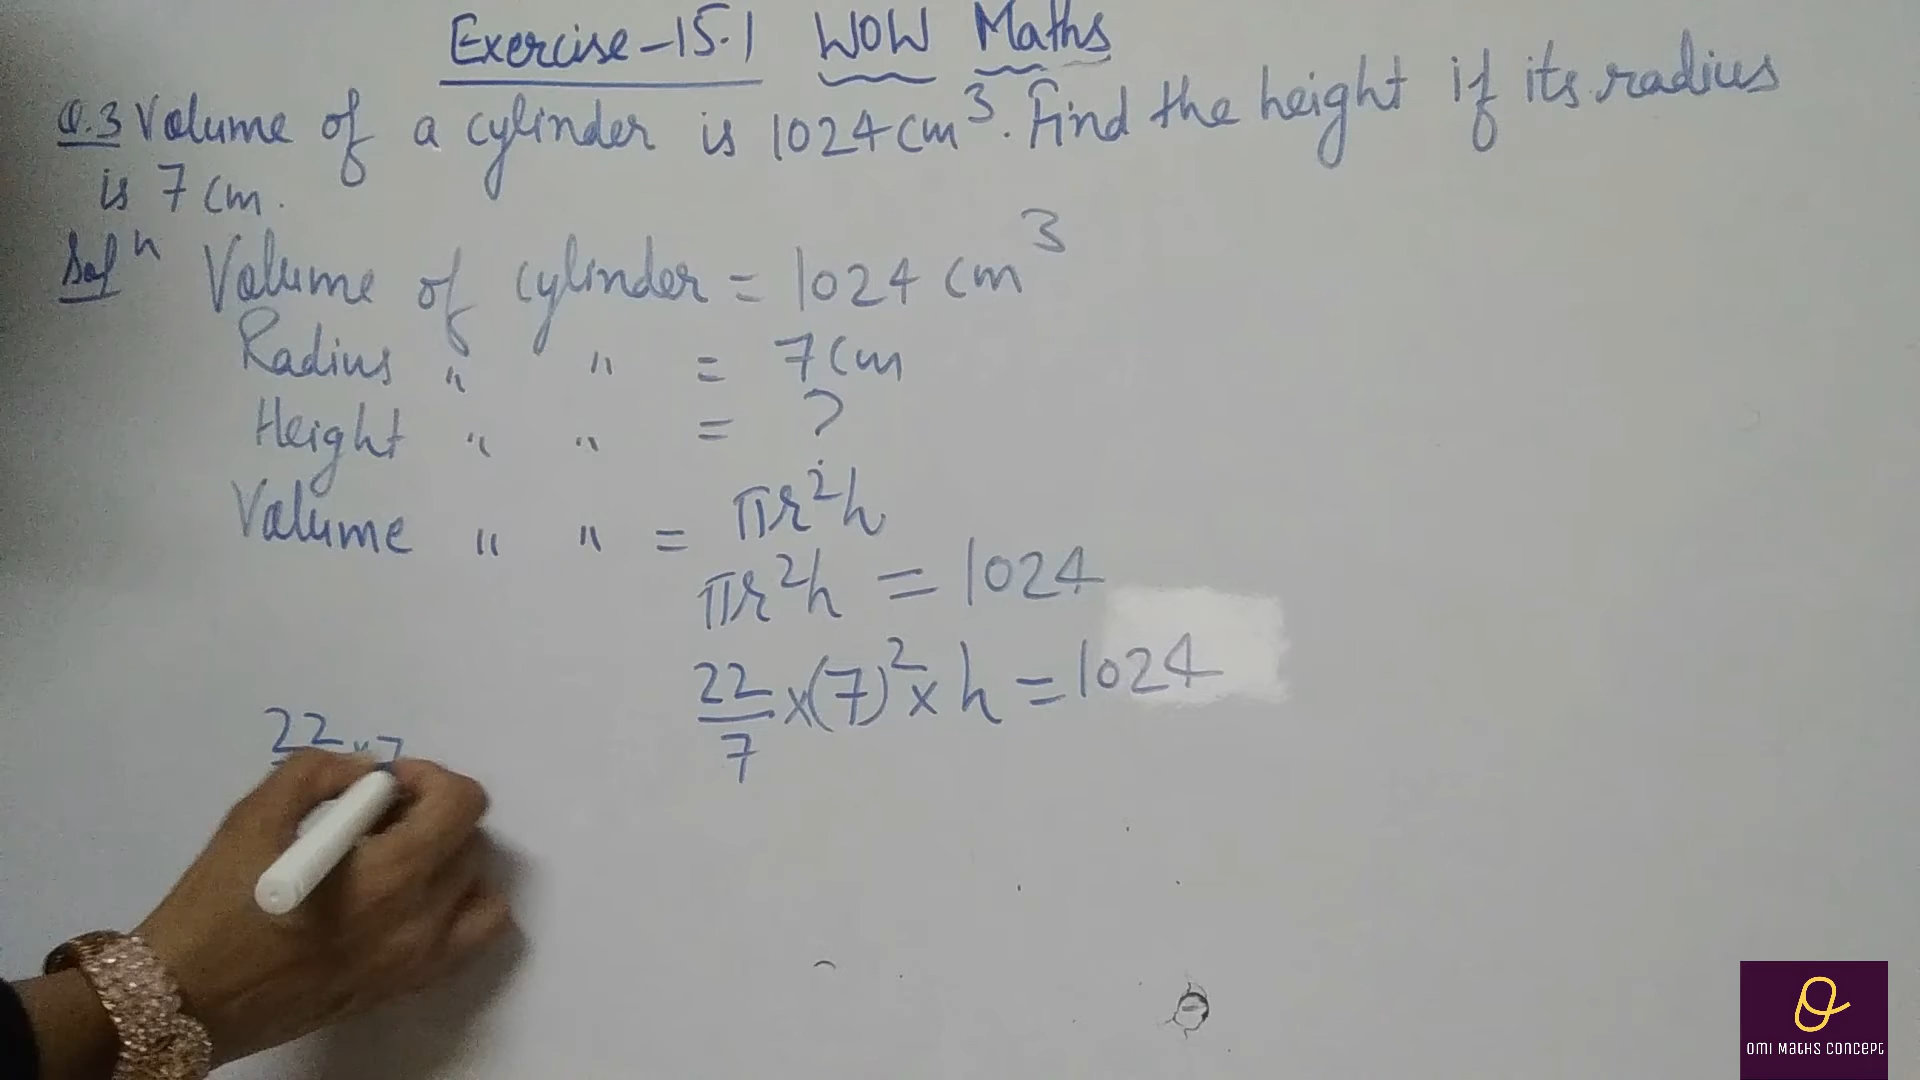 Exercise-15.1 WOW Maths
Q.3 Volume of a cylinder is 1024 cm³. Find the height if its radius
is 7 cm.
Solⁿ Volume of cylinder = 1024 cm³
Radius " " = 7 cm
Height " " = ?
Volume " " = πr²h
πr²h = 1024
22/7 × (7)² × h = 1024
22 × 7
OMI MATHS CONCEPT